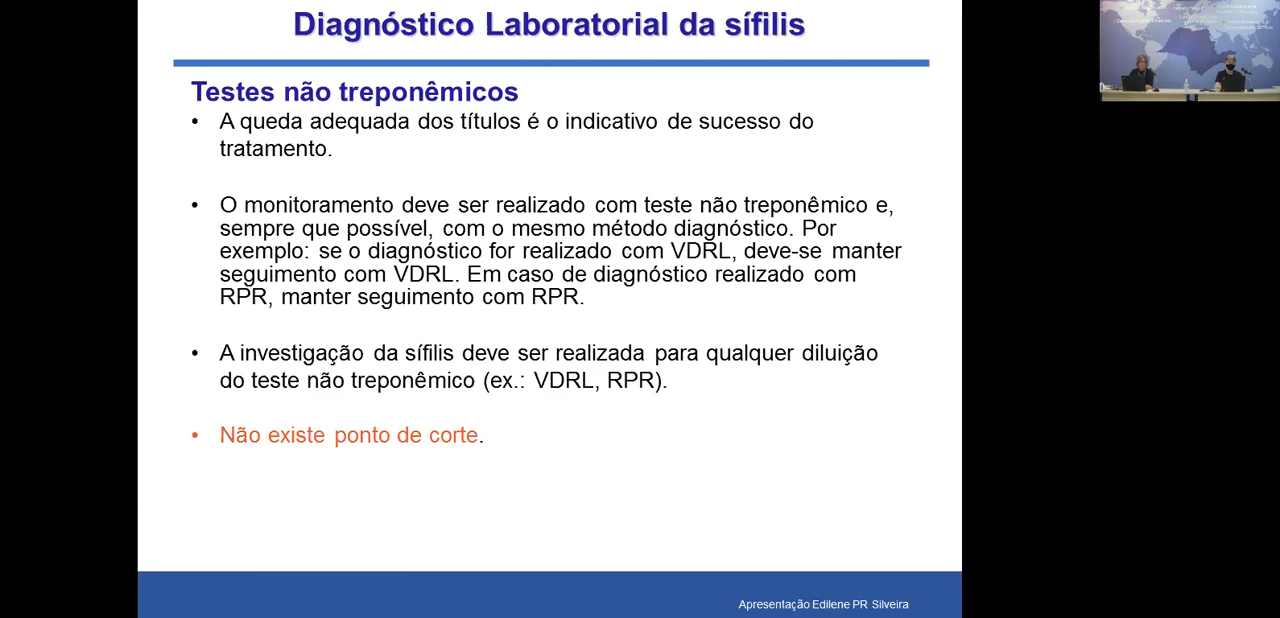 Diagnóstico Laboratorial da sífilis
Testes não treponêmicos
• A queda adequada dos títulos é o indicativo de sucesso do
tratamento.
• O monitoramento deve ser realizado com teste não treponêmico e,
sempre que possível, com o mesmo método diagnóstico. Por
exemplo: se o diagnóstico for realizado com VDRL, deve-se manter
seguimento com VDRL. Em caso de diagnóstico realizado com
RPR, manter seguimento com RPR.
• A investigação da sífilis deve ser realizada para qualquer diluição
do teste não treponêmico (ex.: VDRL, RPR).
• Não existe ponto de corte.
Apresentação Edilene PR Silveira